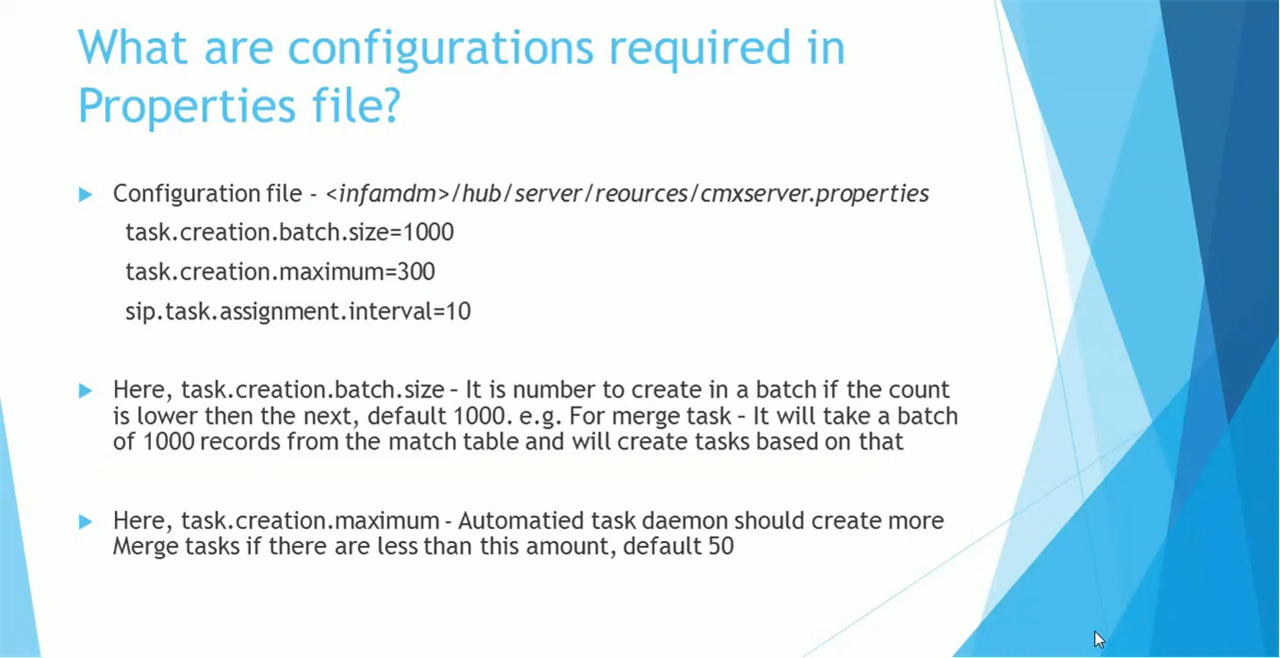 What are configurations required in
Properties file?
Configuration file - <infamdm>/hub/server/reources/cmxserver.properties
task.creation.batch.size=1000
task.creation.maximum=300
sip.task.assignment.interval=10
Here, task.creation.batch.size – It is number to create in a batch if the count
is lower then the next, default 1000. e.g. For merge task – It will take a batch
of 1000 records from the match table and will create tasks based on that
Here, task.creation.maximum - Automatied task daemon should create more
Merge tasks if there are less than this amount, default 50